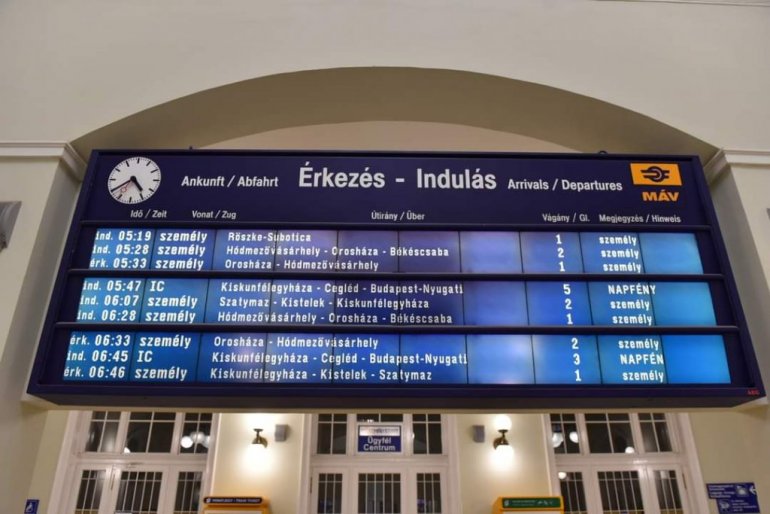 Ankunft / Abfahrt Érkezés - Indulás Arrivals / Departures
MÁV
Idő / Zeit Vonat / Zug Útirány / Über Vágány / Gl. Megjegyzés / Hinweis
ind. 05:19 személy Röszke-Subotica 1 személy
ind. 05:28 személy Hódmezővásárhely - Orosháza - Békéscsaba 2 személy
érk. 05:33 személy Orosháza - Hódmezővásárhely 1 személy
ind. 05:47 IC Kiskunfélegyháza - Cegléd - Budapest-Nyugati 5 NAPFÉNY
ind. 06:07 személy Szatymaz - Kistelek - Kiskunfélegyháza 2 személy
ind. 06:28 személy Hódmezővásárhely - Orosháza - Békéscsaba 1 személy
érk. 06:33 személy Orosháza - Hódmezővásárhely 2 személy
ind. 06:45 IC Kiskunfélegyháza - Cegléd - Budapest-Nyugati 3 NAPFÉN
érk. 06:46 személy Kiskunfélegyháza - Kistelek - Szatymaz 1 személy
Ügyfél
Centrum